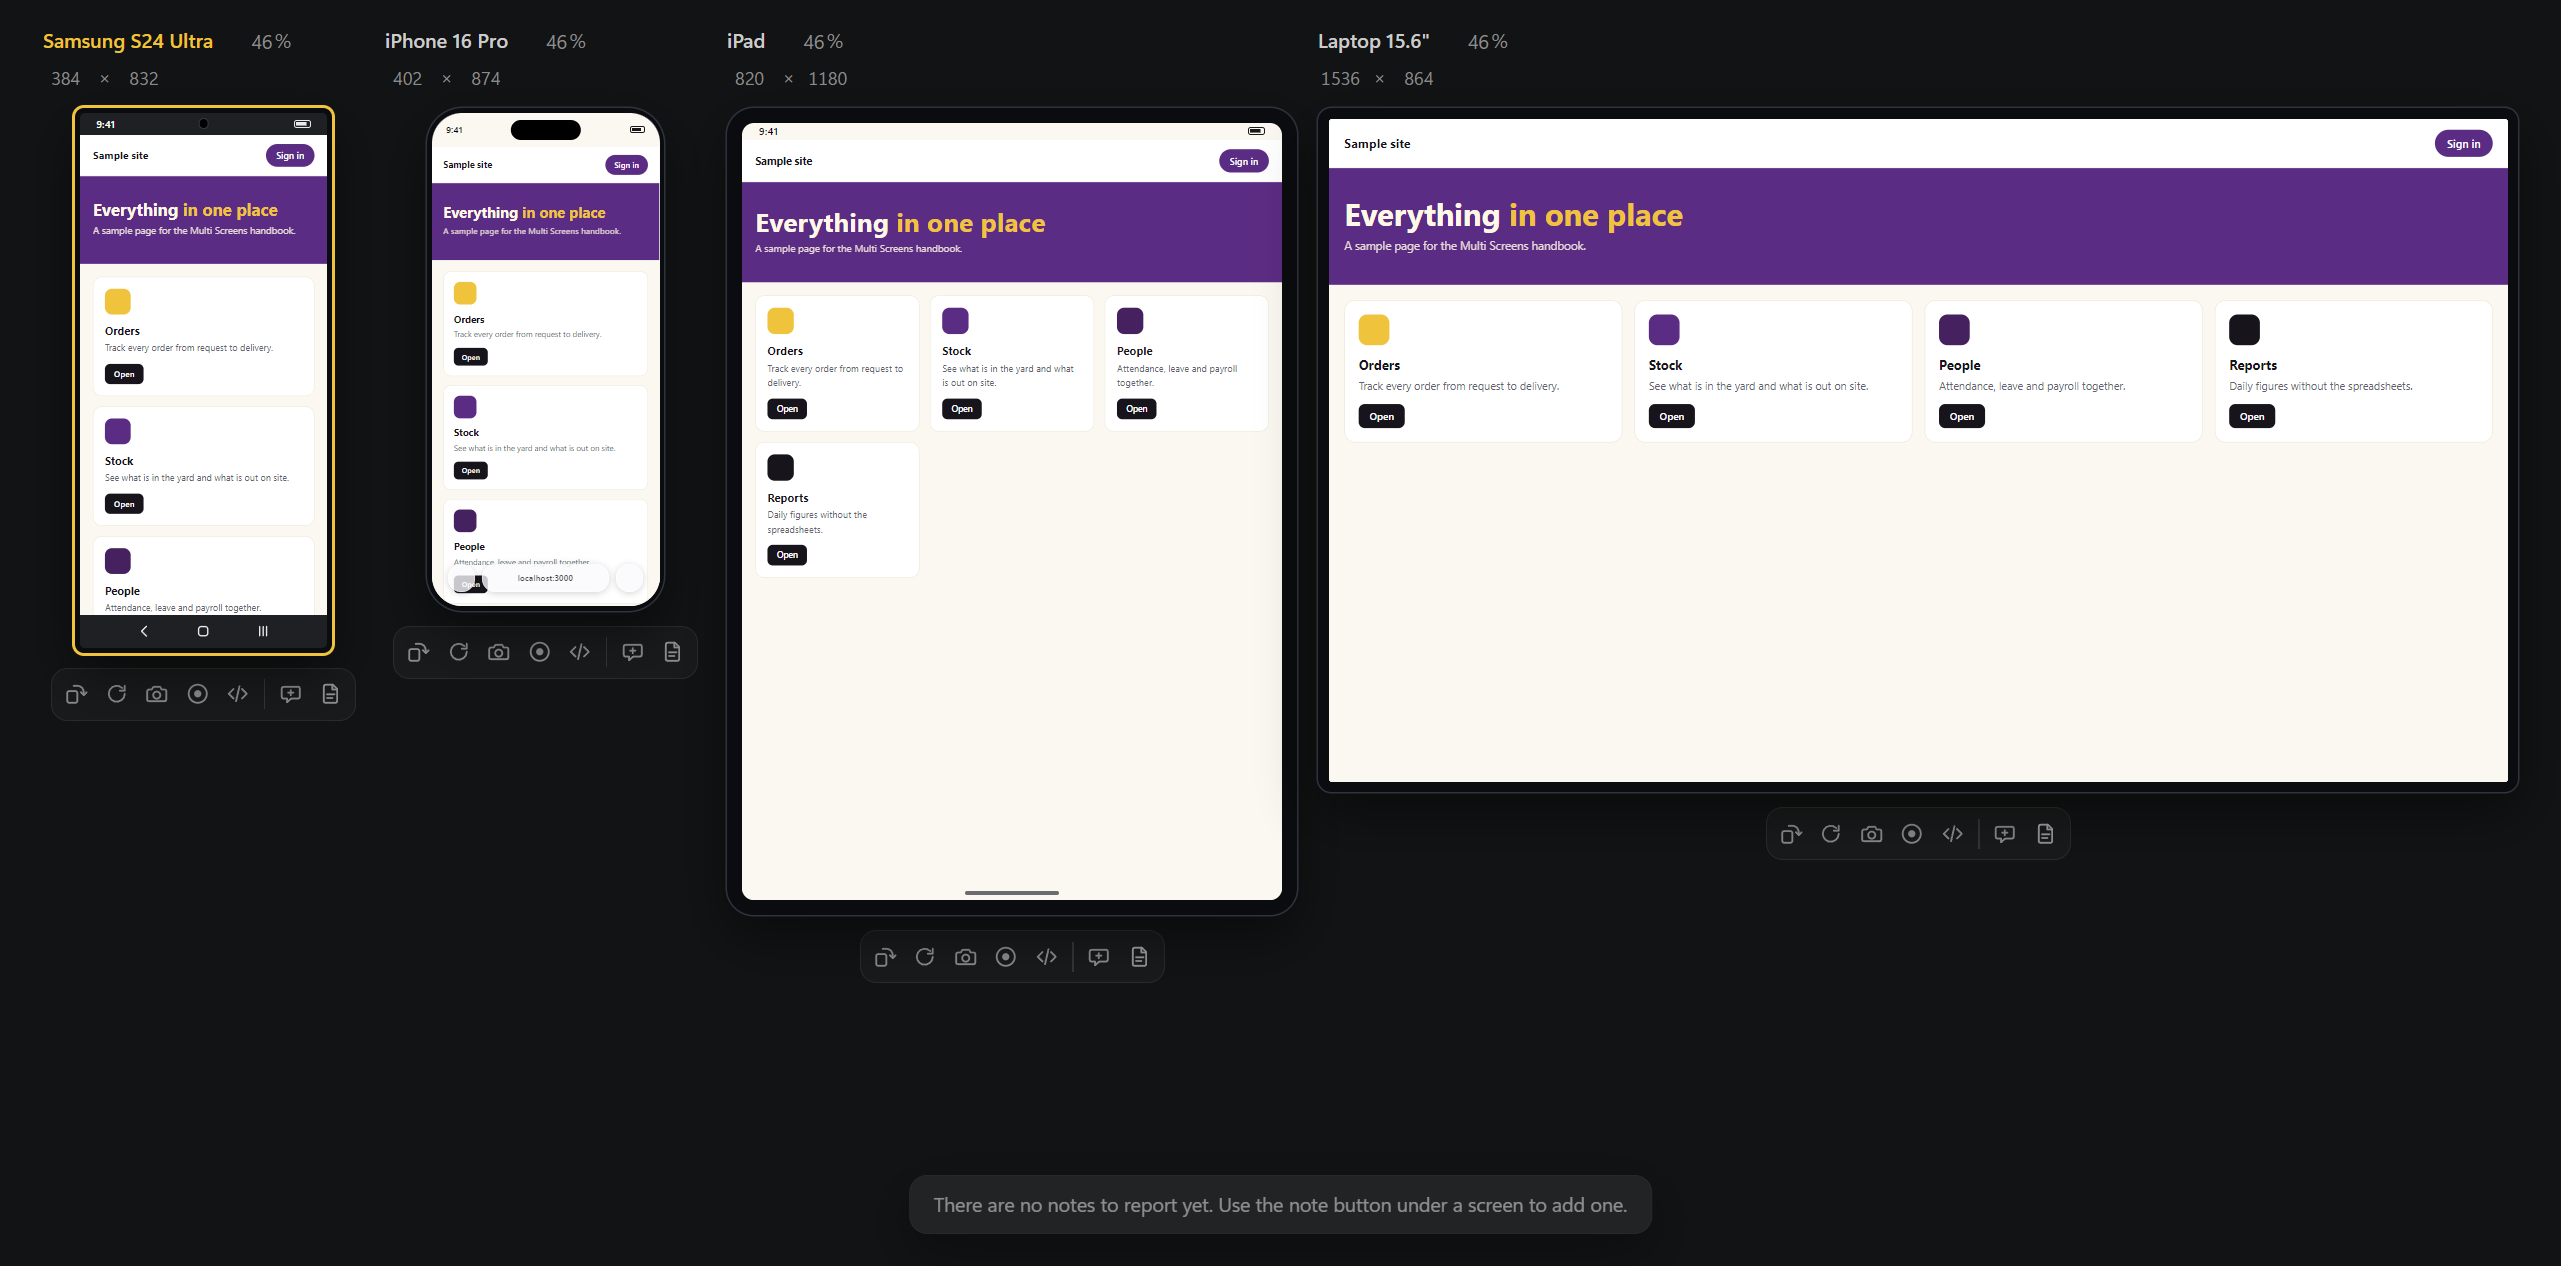 Samsung S24 Ultra 46%
384 × 832
9:41
Sample site
Sign in
Everything in one place
A sample page for the Multi Screens handbook.
Orders
Track every order from request to delivery.
Open
Stock
See what is in the yard and what is out on site.
Open
People
Attendance, leave and payroll together.
iPhone 16 Pro 46%
402 × 874
9:41
Sample site
Sign in
Everything in one place
A sample page for the Multi Screens handbook.
Orders
Track every order from request to delivery.
Open
Stock
See what is in the yard and what is out on site.
Open
People
Attendance, leave and payroll together.
Open
localhost:3000
iPad 46%
820 × 1180
9:41
Sample site
Sign in
Everything in one place
A sample page for the Multi Screens handbook.
Orders
Track every order from request to
delivery.
Open
Stock
See what is in the yard and what
is out on site.
Open
People
Attendance, leave and payroll
together.
Open
Reports
Daily figures without the
spreadsheets.
Open
Laptop 15.6" 46%
1536 × 864
Sample site
Sign in
Everything in one place
A sample page for the Multi Screens handbook.
Orders
Track every order from request to delivery.
Open
Stock
See what is in the yard and what is out on site.
Open
People
Attendance, leave and payroll together.
Open
Reports
Daily figures without the spreadsheets.
Open
There are no notes to report yet. Use the note button under a screen to add one.